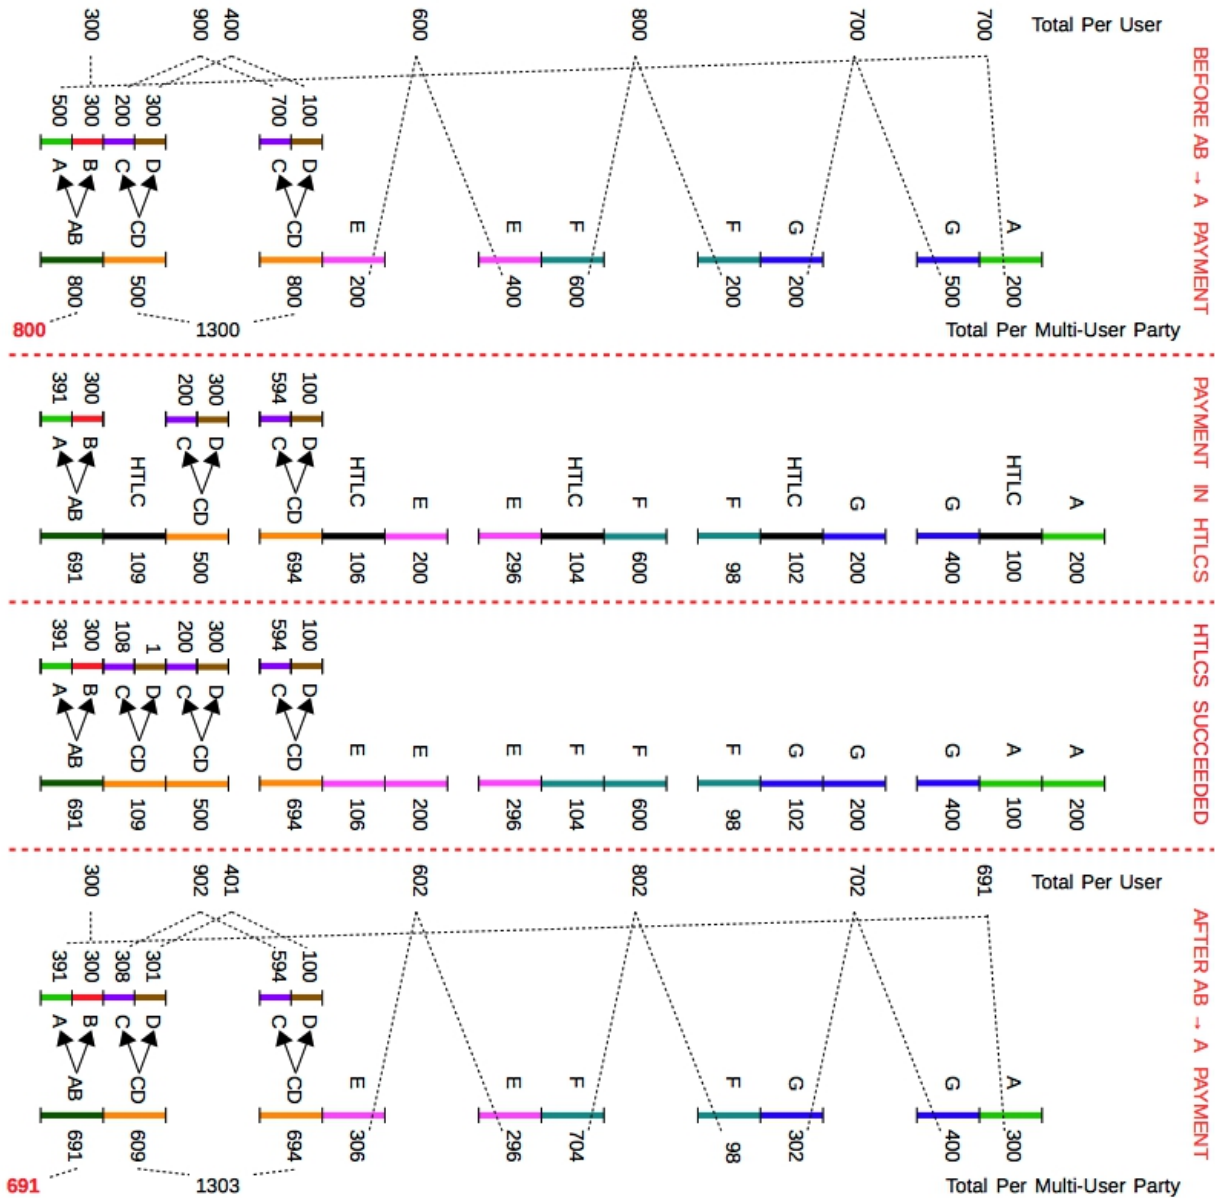 300 900 400 600 800 700 700 Total Per User
BEFORE AB → A PAYMENT
500 300 200 300 700 100
A B C D C D
AB CD CD E E F F G G A
800 500 800 200 400 600 200 200 500 200
800 1300 Total Per Multi-User Party
PAYMENT IN HTLCS
391 300 200 300 594 100
A B C D C D
HTLC HTLC HTLC HTLC HTLC
AB CD CD E E F F G G A
691 109 500 694 106 200 296 104 600 98 102 200 400 100 200
HTLCS SUCCEEDED
391 300 108 1 200 300 594 100
A B C D C D C D
AB CD CD CD E E E F F F G G G A A
691 109 500 694 106 200 296 104 600 98 102 200 400 100 200
300 902 401 602 802 702 691 Total Per User
AFTER AB → A PAYMENT
391 300 308 301 594 100
A B C D C D
AB CD CD E E F F G G A
691 609 694 306 296 704 98 302 400 300
691 1303 Total Per Multi-User Party